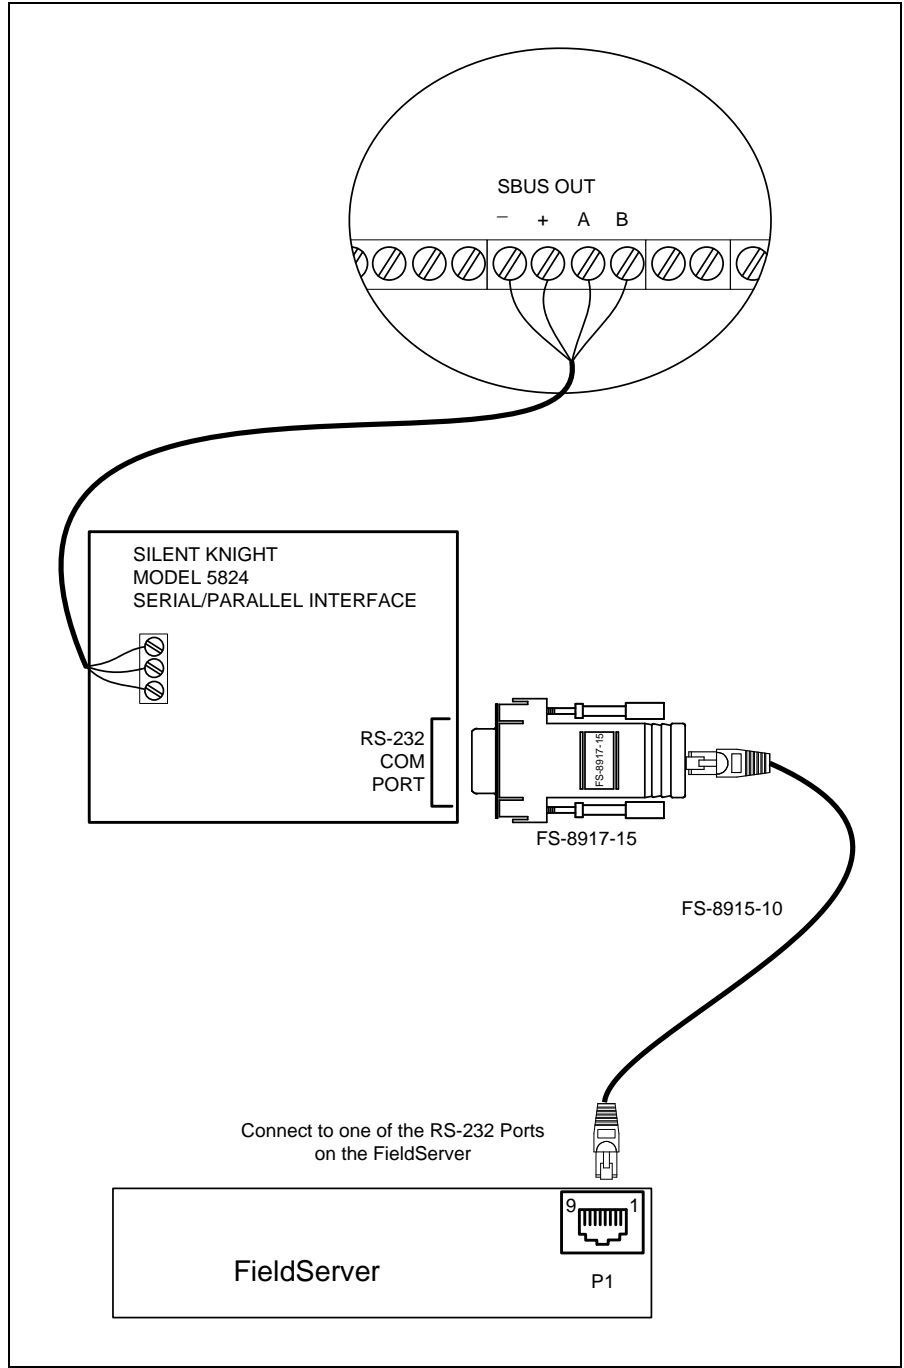 SBUS OUT
− + A B
SILENT KNIGHT
MODEL 5824
SERIAL/PARALLEL INTERFACE
RS-232
COM
PORT
FS-8917-15
FS-8917-15
FS-8915-10
Connect to one of the RS-232 Ports
on the FieldServer
9 1
FieldServer
P1